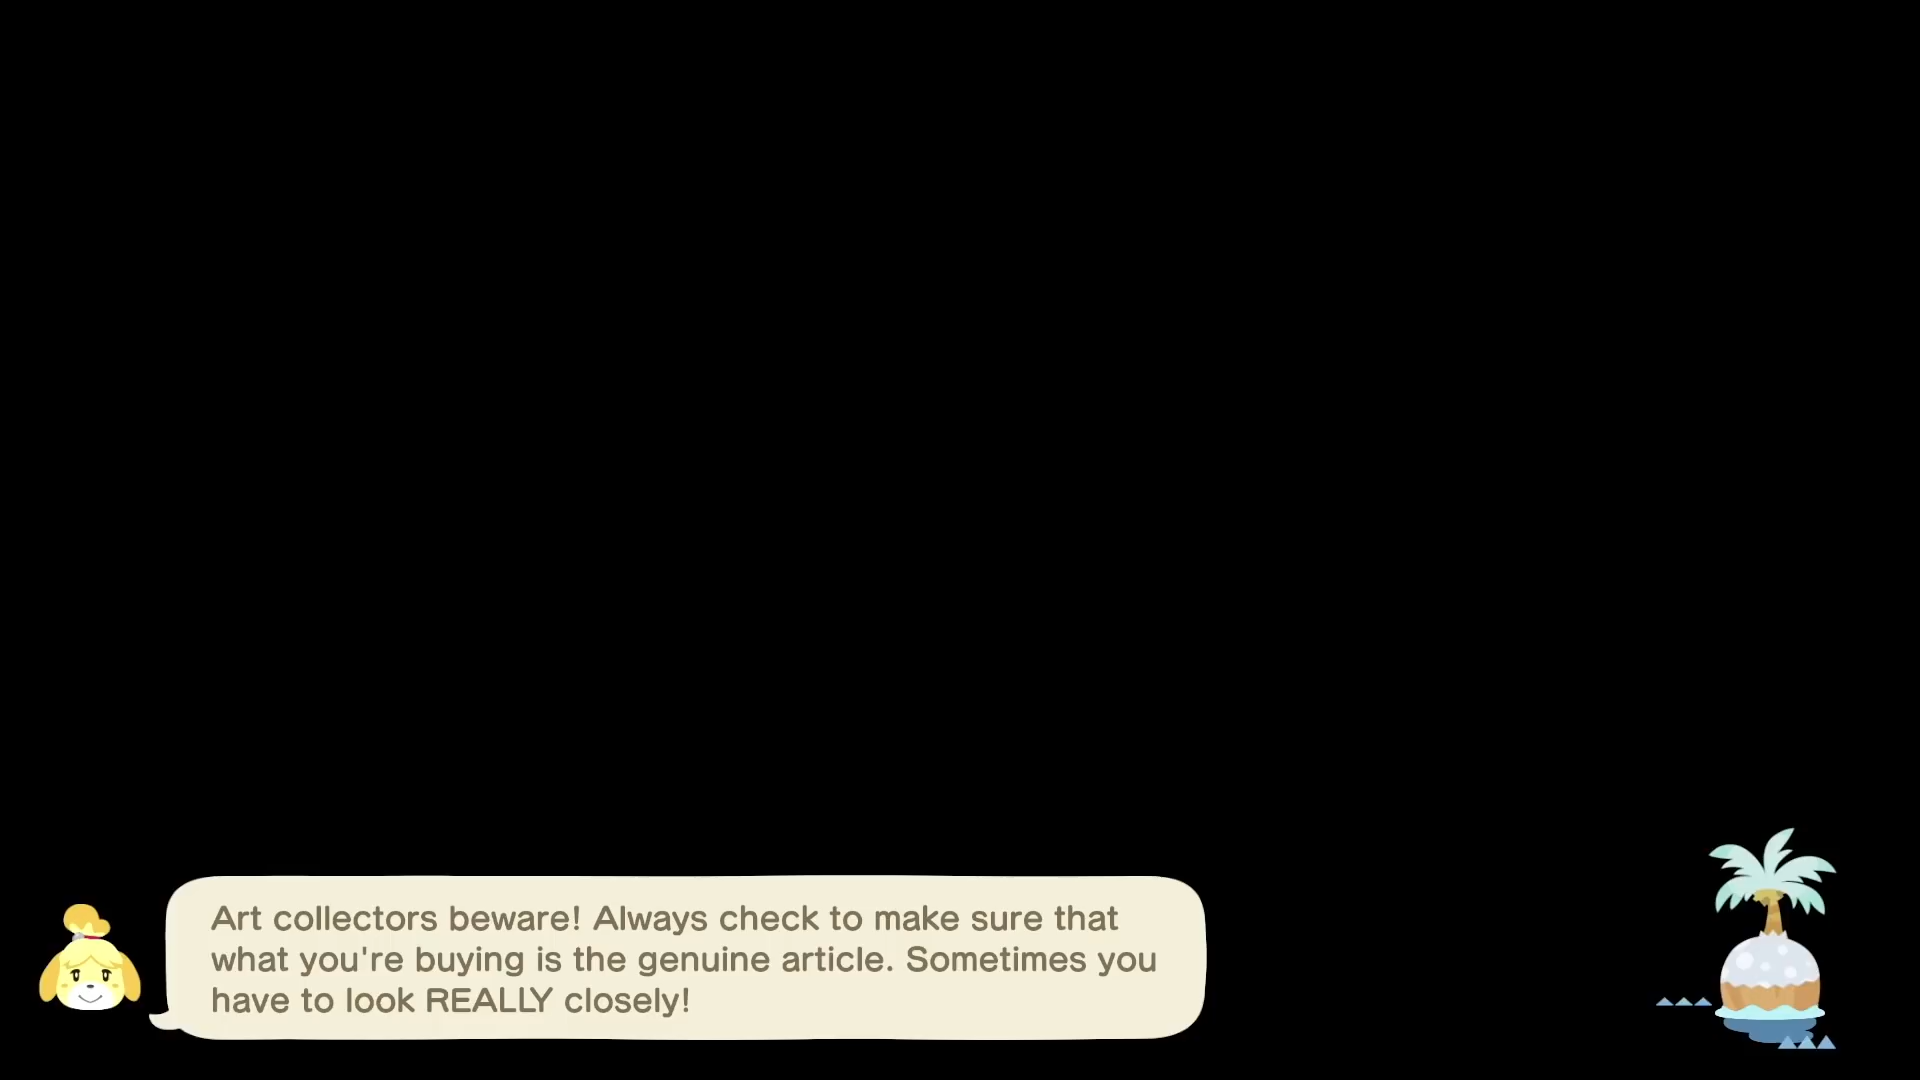 Art collectors beware! Always check to make sure that
what you're buying is the genuine article. Sometimes you
have to look REALLY closely!